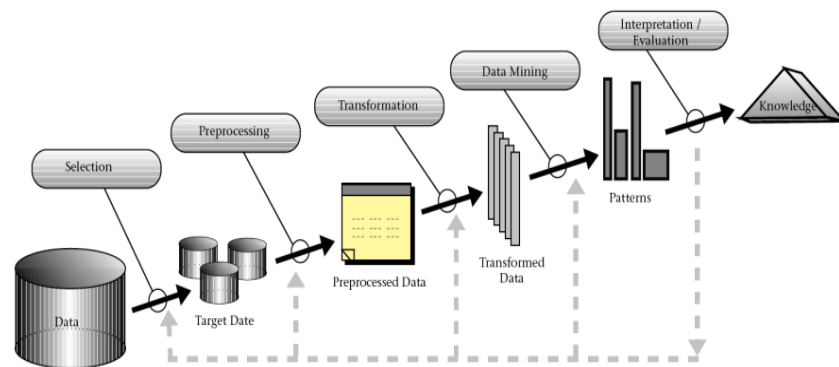 Interpretation /
Evaluation
Data Mining
Transformation
Preprocessing
Selection
Knowledge
Patterns
Transformed
Data
Preprocessed Data
Target Date
Data